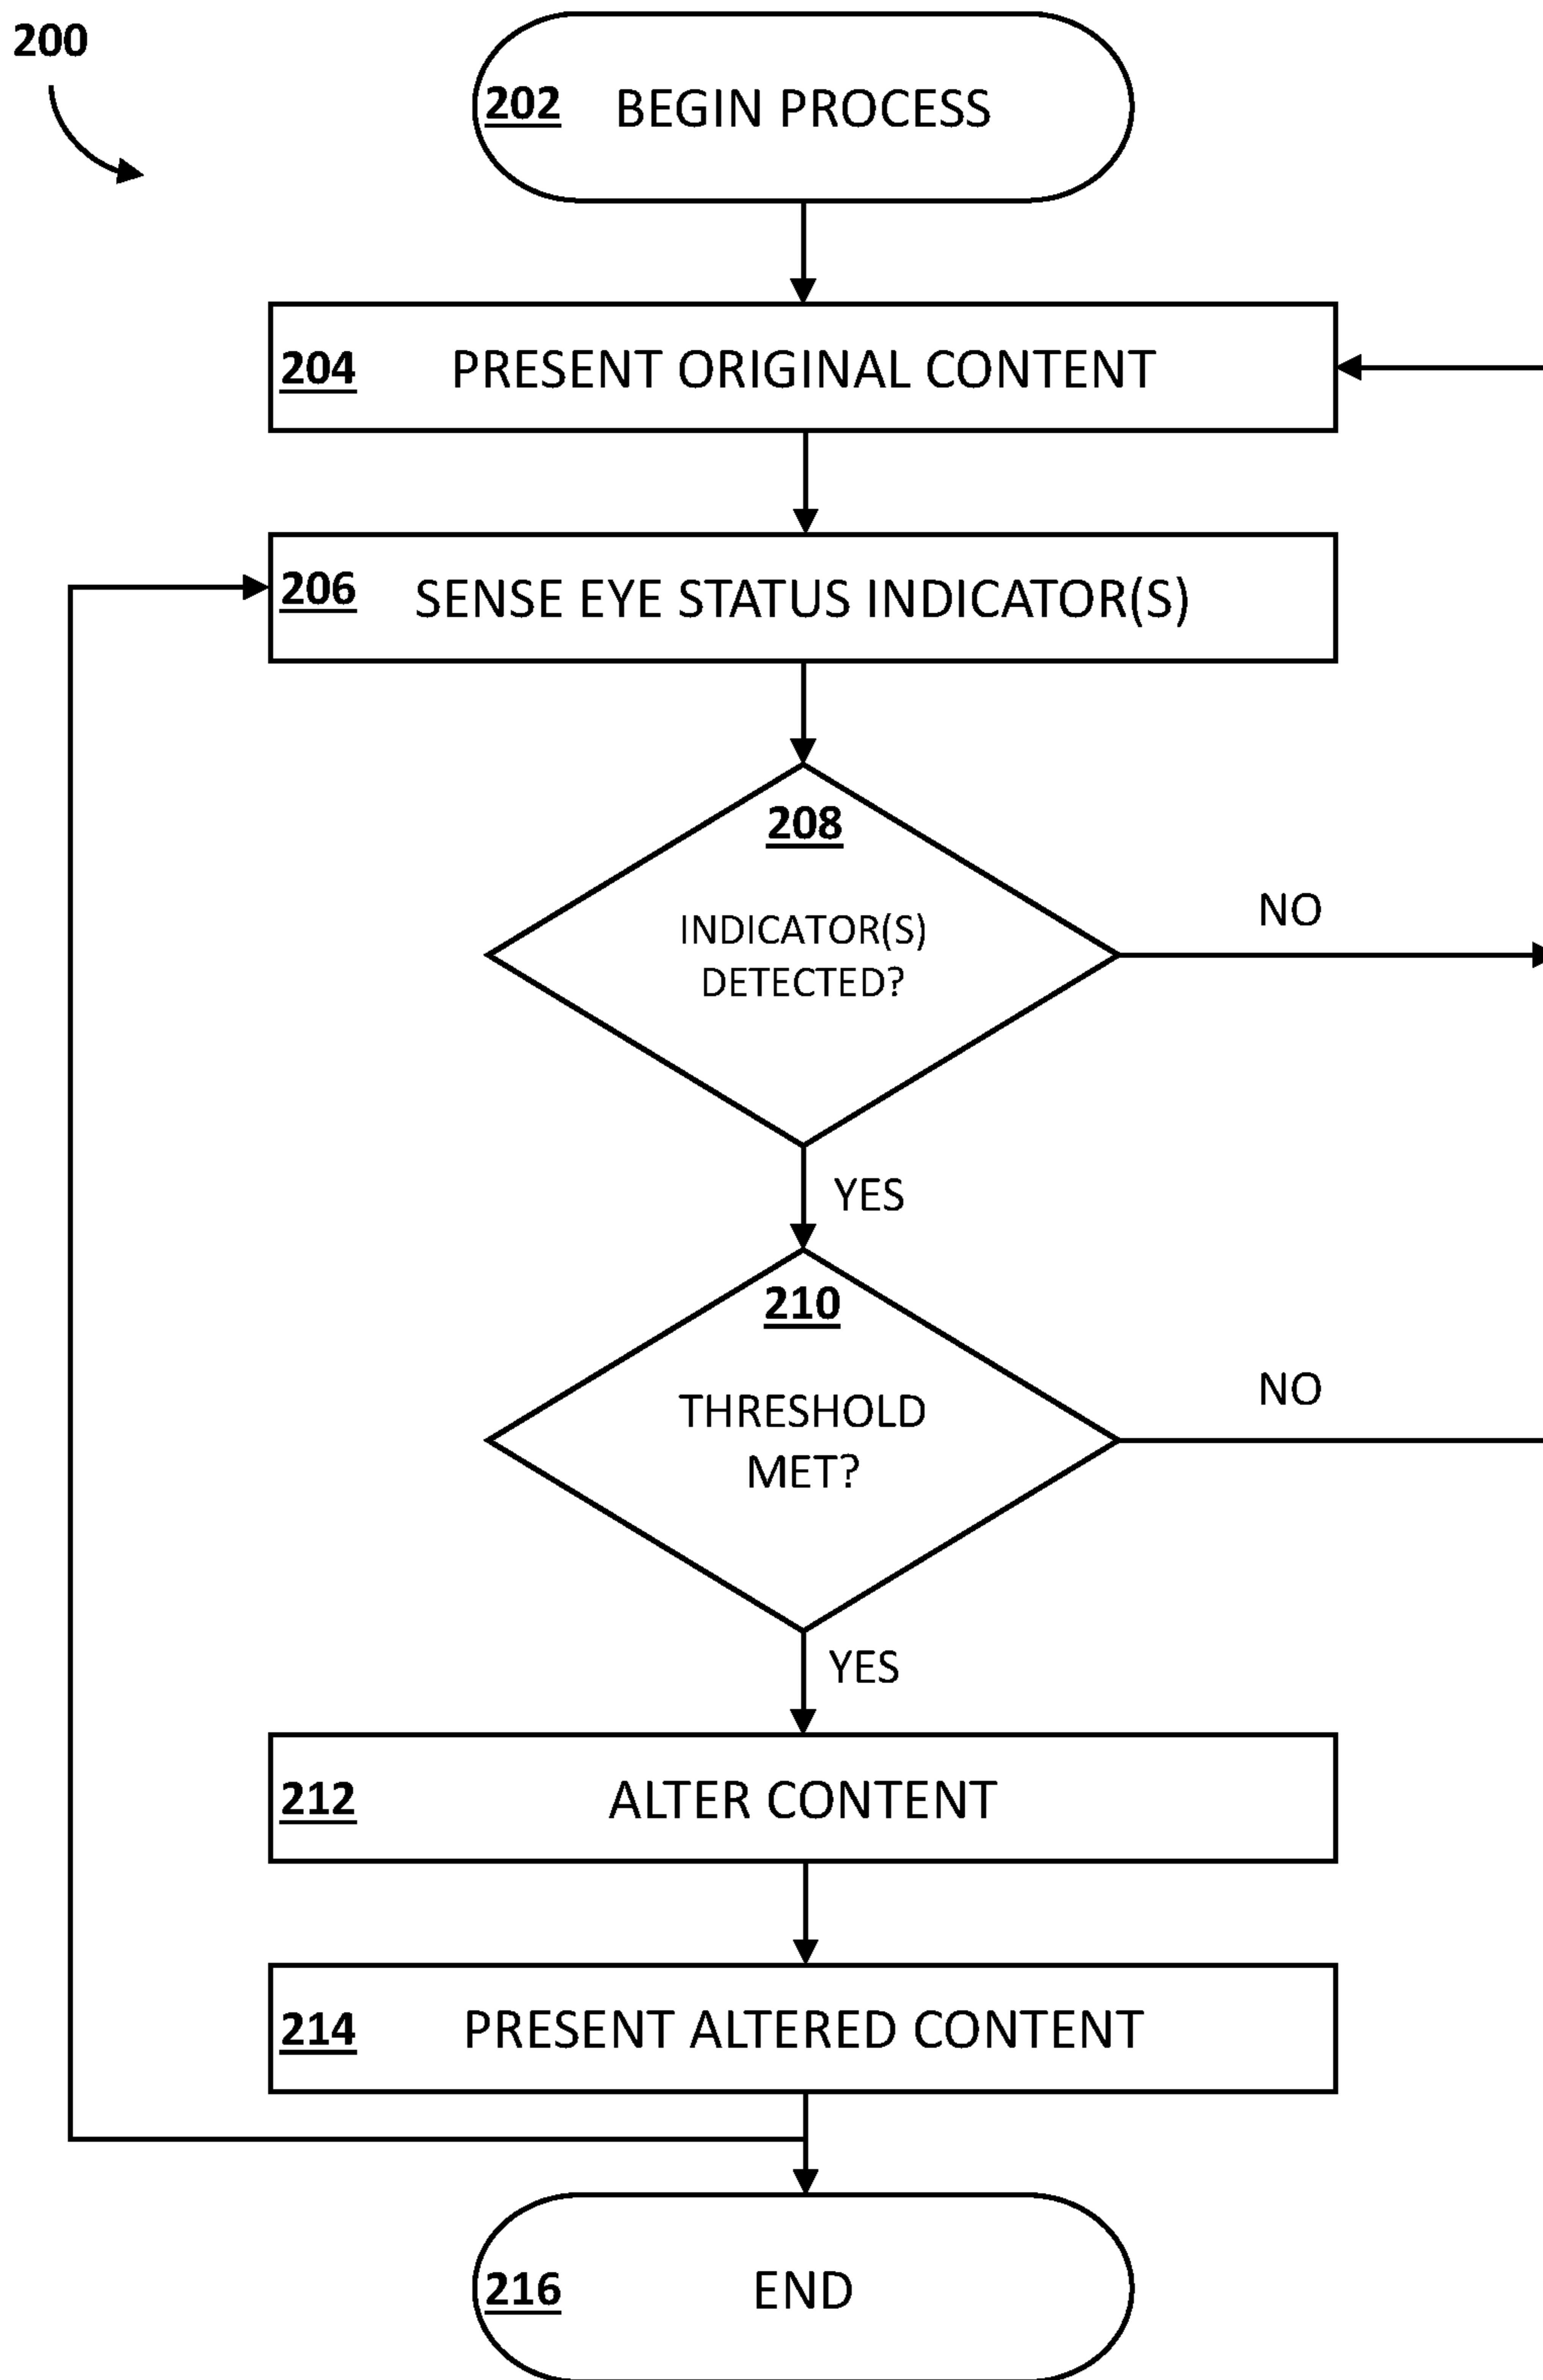 200
202 BEGIN PROCESS
204 PRESENT ORIGINAL CONTENT
206 SENSE EYE STATUS INDICATOR(S)
208
INDICATOR(S)
DETECTED?
NO
YES
210
THRESHOLD
MET?
NO
YES
212 ALTER CONTENT
214 PRESENT ALTERED CONTENT
216 END